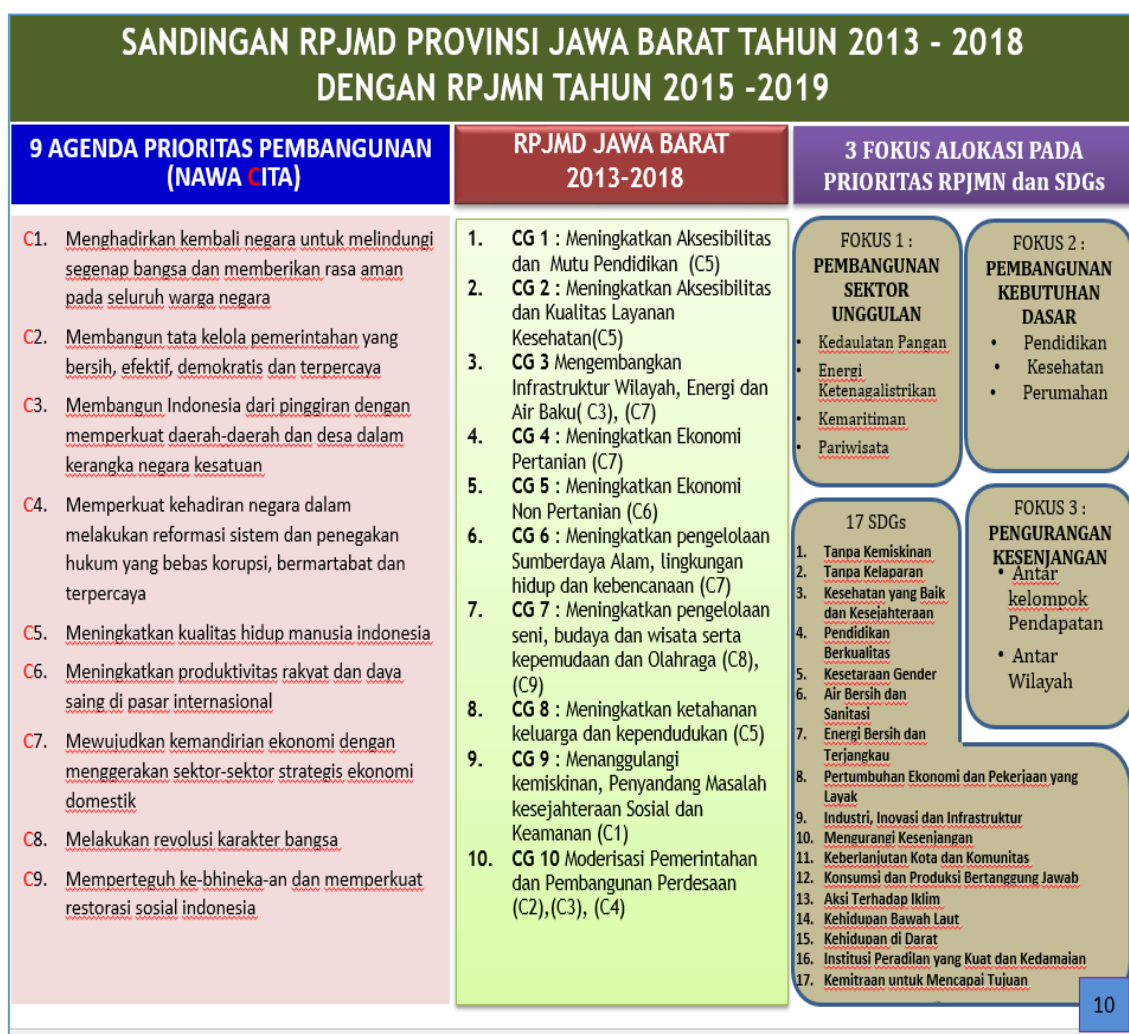 SANDINGAN RPJMD PROVINSI JAWA BARAT TAHUN 2013 - 2018
DENGAN RPJMN TAHUN 2015 -2019
9 AGENDA PRIORITAS PEMBANGUNAN
(NAWA CITA)
C1. Menghadirkan kembali negara untuk melindungi
segenap bangsa dan memberikan rasa aman
pada seluruh warga negara
C2. Membangun tata kelola pemerintahan yang
bersih, efektif, demokratis dan terpercaya
C3. Membangun Indonesia dari pinggiran dengan
memperkuat daerah-daerah dan desa dalam
kerangka negara kesatuan
C4. Memperkuat kehadiran negara dalam
melakukan reformasi sistem dan penegakan
hukum yang bebas korupsi, bermartabat dan
terpercaya
C5. Meningkatkan kualitas hidup manusia indonesia
C6. Meningkatkan produktivitas rakyat dan daya
saing di pasar internasional
C7. Mewujudkan kemandirian ekonomi dengan
menggerakan sektor-sektor strategis ekonomi
domestik
C8. Melakukan revolusi karakter bangsa
C9. Memperteguh ke-bhineka-an dan memperkuat
restorasi sosial indonesia
RPJMD JAWA BARAT
2013-2018
1. CG 1 : Meningkatkan Aksesibilitas
dan Mutu Pendidikan (C5)
2. CG 2 : Meningkatkan Aksesibilitas
dan Kualitas Layanan
Kesehatan(C5)
3. CG 3 Mengembangkan
Infrastruktur Wilayah, Energi dan
Air Baku( C3), (C7)
4. CG 4 : Meningkatkan Ekonomi
Pertanian (C7)
5. CG 5 : Meningkatkan Ekonomi
Non Pertanian (C6)
6. CG 6 : Meningkatkan pengelolaan
Sumberdaya Alam, lingkungan
hidup dan kebencanaan (C7)
7. CG 7 : Meningkatkan pengelolaan
seni, budaya dan wisata serta
kepemudaan dan Olahraga (C8),
(C9)
8. CG 8 : Meningkatkan ketahanan
keluarga dan kependudukan (C5)
9. CG 9 : Menanggulangi
kemiskinan, Penyandang Masalah
kesejahteraan Sosial dan
Keamanan (C1)
10. CG 10 Moderisasi Pemerintahan
dan Pembangunan Perdesaan
(C2),(C3), (C4)
3 FOKUS ALOKASI PADA
PRIORITAS RPJMN dan SDGs
FOKUS 1 :
PEMBANGUNAN
SEKTOR
UNGGULAN
• Kedaulatan Pangan
• Energi
Ketenagalistrikan
• Kemaritiman
• Pariwisata
FOKUS 2 :
PEMBANGUNAN
KEBUTUHAN
DASAR
• Pendidikan
• Kesehatan
• Perumahan
FOKUS 3 :
PENGURANGAN
KESENJANGAN
• Antar
kelompok
Pendapatan
• Antar
Wilayah
17 SDGs
1. Tanpa Kemiskinan
2. Tanpa Kelaparan
3. Kesehatan yang Baik
dan Kesejahteraan
4. Pendidikan
Berkualitas
5. Kesetaraan Gender
6. Air Bersih dan
Sanitasi
7. Energi Bersih dan
Terjangkau
8. Pertumbuhan Ekonomi dan Pekerjaan yang
Layak
9. Industri, Inovasi dan Infrastruktur
10. Mengurangi Kesenjangan
11. Keberlanjutan Kota dan Komunitas
12. Konsumsi dan Produksi Bertanggung Jawab
13. Aksi Terhadap Iklim
14. Kehidupan Bawah Laut
15. Kehidupan di Darat
16. Institusi Peradilan yang Kuat dan Kedamaian
17. Kemitraan untuk Mencapai Tujuan
10